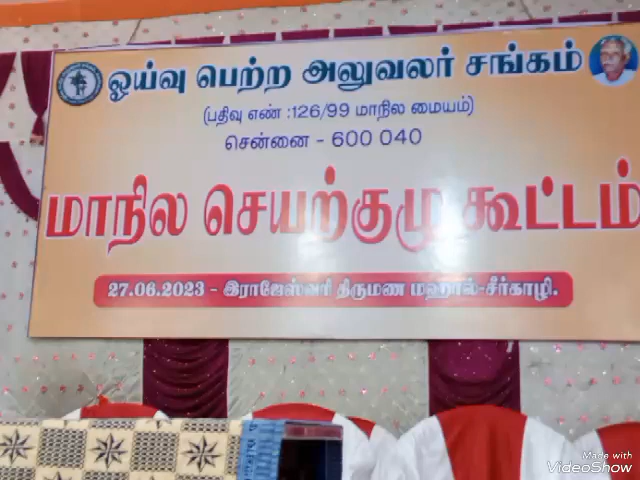 ஓய்வு பெற்ற அலுவலர் சங்கம்
(பதிவு எண் :126/99 மாநில மையம்)
சென்னை - 600 040
மாநில செயற்குழு கூட்டம்
27.06.2023 - இராஜேஸ்வரி திருமண மஹால்-சீர்காழி.
Made with
VideoShow